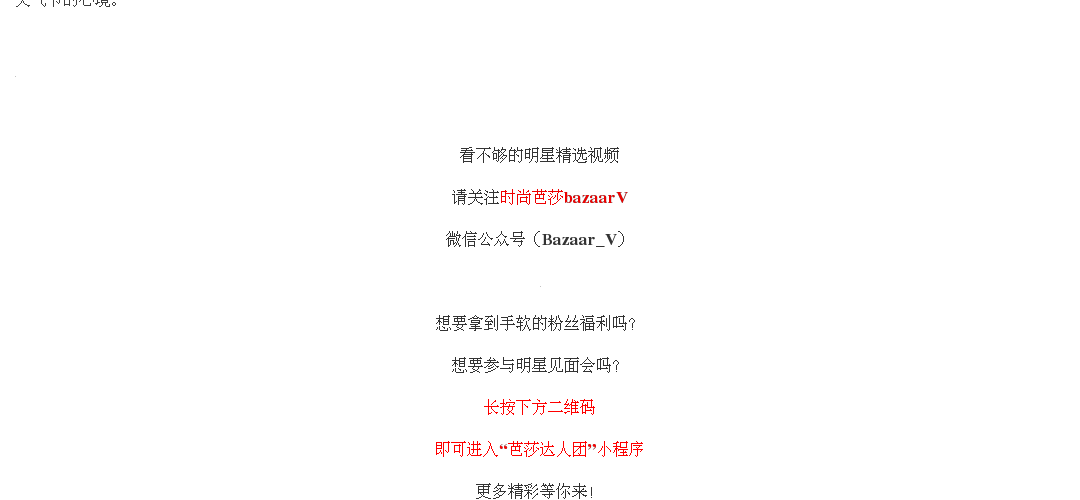 看不够的明星精选视频
请关注时尚芭莎bazaarV
微信公众号（Bazaar_V）
想要拿到手软的粉丝福利吗?
想要参与明星见面会吗?
长按下方二维码
即可进入“芭莎达人团”小程序
更多精彩等你来!